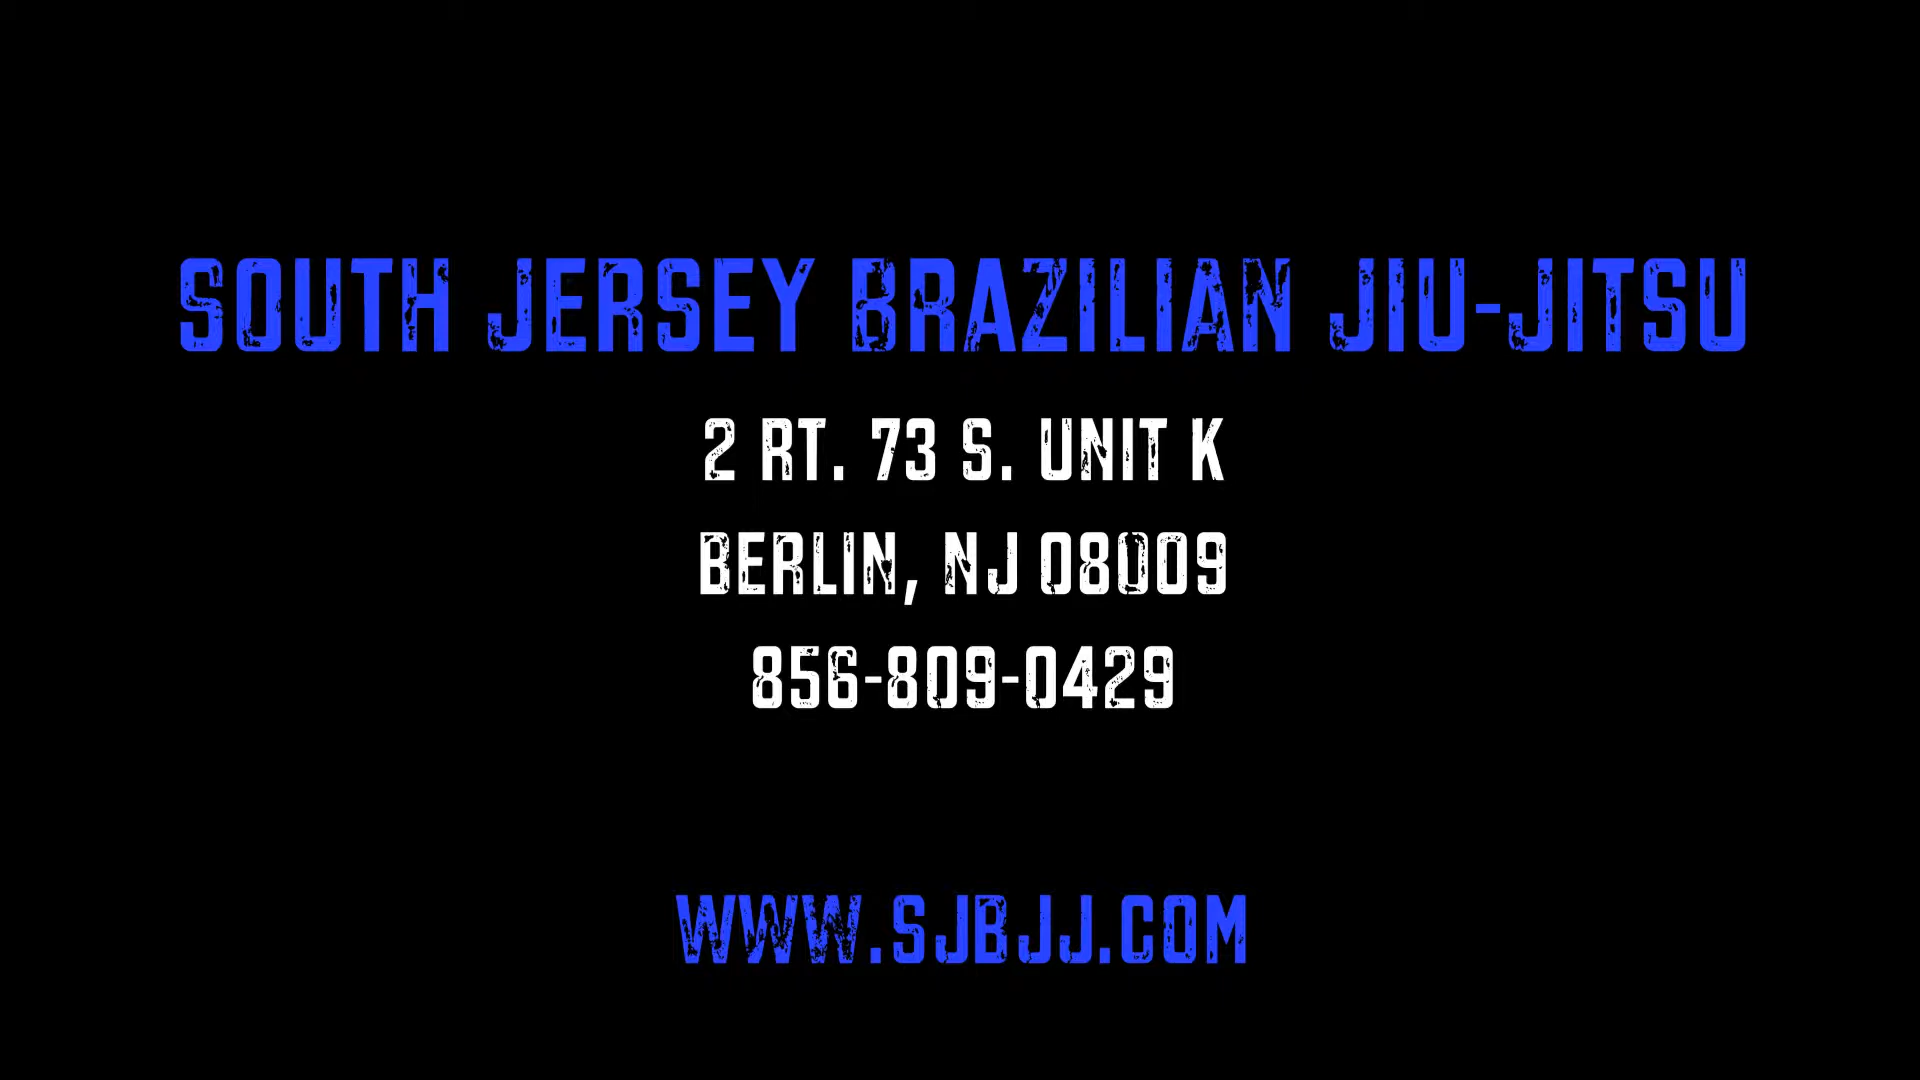 SOUTH JERSEY BRAZILIAN JIU-JITSU
2 RT. 73 S. UNIT K
BERLIN, NJ 08009
856-809-0429
WWW.SJBJJ.COM